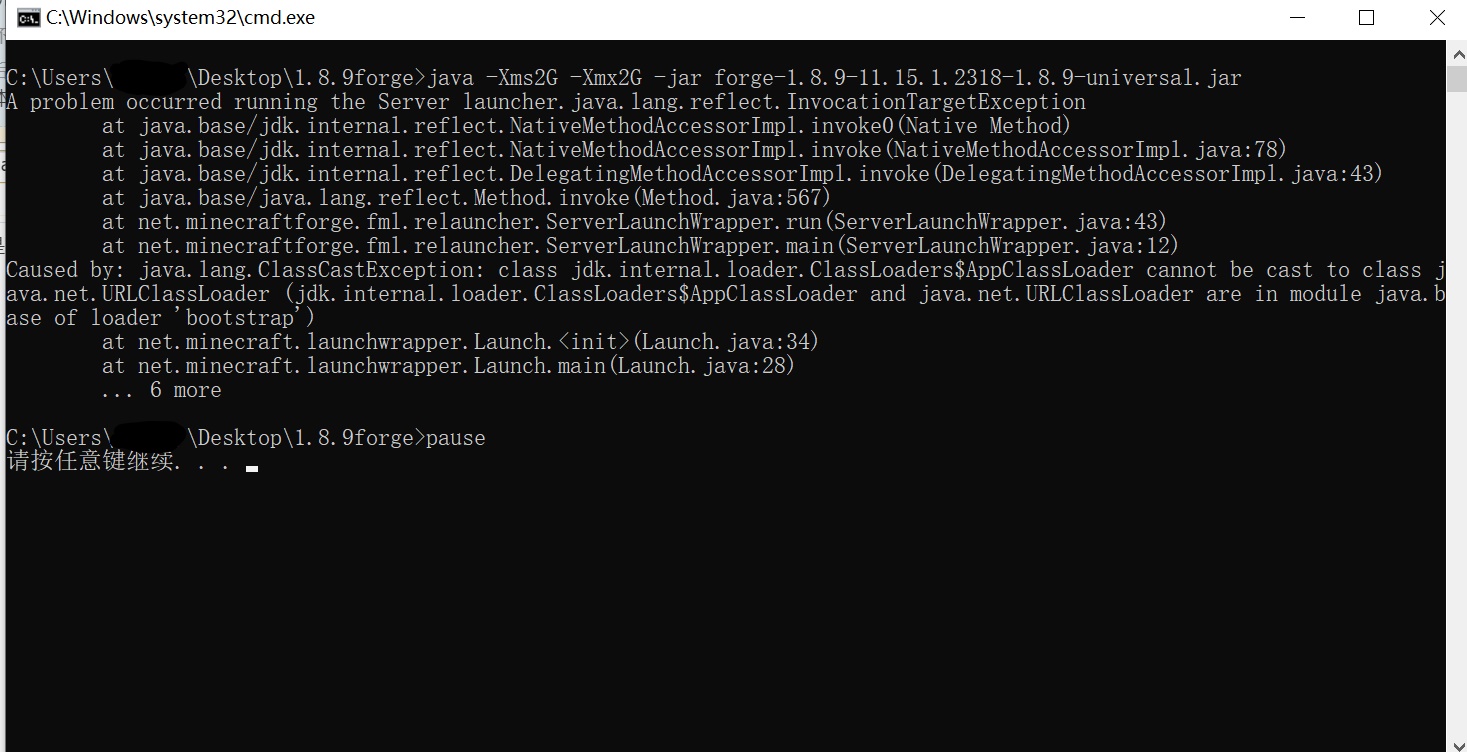 C:\Windows\system32\cmd.exe
C:\Users\ \Desktop\1.8.9forge>java -Xms2G -Xmx2G -jar forge-1.8.9-11.15.1.2318-1.8.9-universal.jar
A problem occurred running the Server launcher.java.lang.reflect.InvocationTargetException
at java.base/jdk.internal.reflect.NativeMethodAccessorImpl.invoke0(Native Method)
at java.base/jdk.internal.reflect.NativeMethodAccessorImpl.invoke(NativeMethodAccessorImpl.java:78)
at java.base/jdk.internal.reflect.DelegatingMethodAccessorImpl.invoke(DelegatingMethodAccessorImpl.java:43)
at java.base/java.lang.reflect.Method.invoke(Method.java:567)
at net.minecraftforge.fml.relauncher.ServerLaunchWrapper.run(ServerLaunchWrapper.java:43)
at net.minecraftforge.fml.relauncher.ServerLaunchWrapper.main(ServerLaunchWrapper.java:12)
Caused by: java.lang.ClassCastException: class jdk.internal.loader.ClassLoaders$AppClassLoader cannot be cast to class j
ava.net.URLClassLoader (jdk.internal.loader.ClassLoaders$AppClassLoader and java.net.URLClassLoader are in module java.b
ase of loader 'bootstrap')
at net.minecraft.launchwrapper.Launch.<init>(Launch.java:34)
at net.minecraft.launchwrapper.Launch.main(Launch.java:28)
... 6 more
C:\Users\ \Desktop\1.8.9forge>pause
请按任意键继续. . .